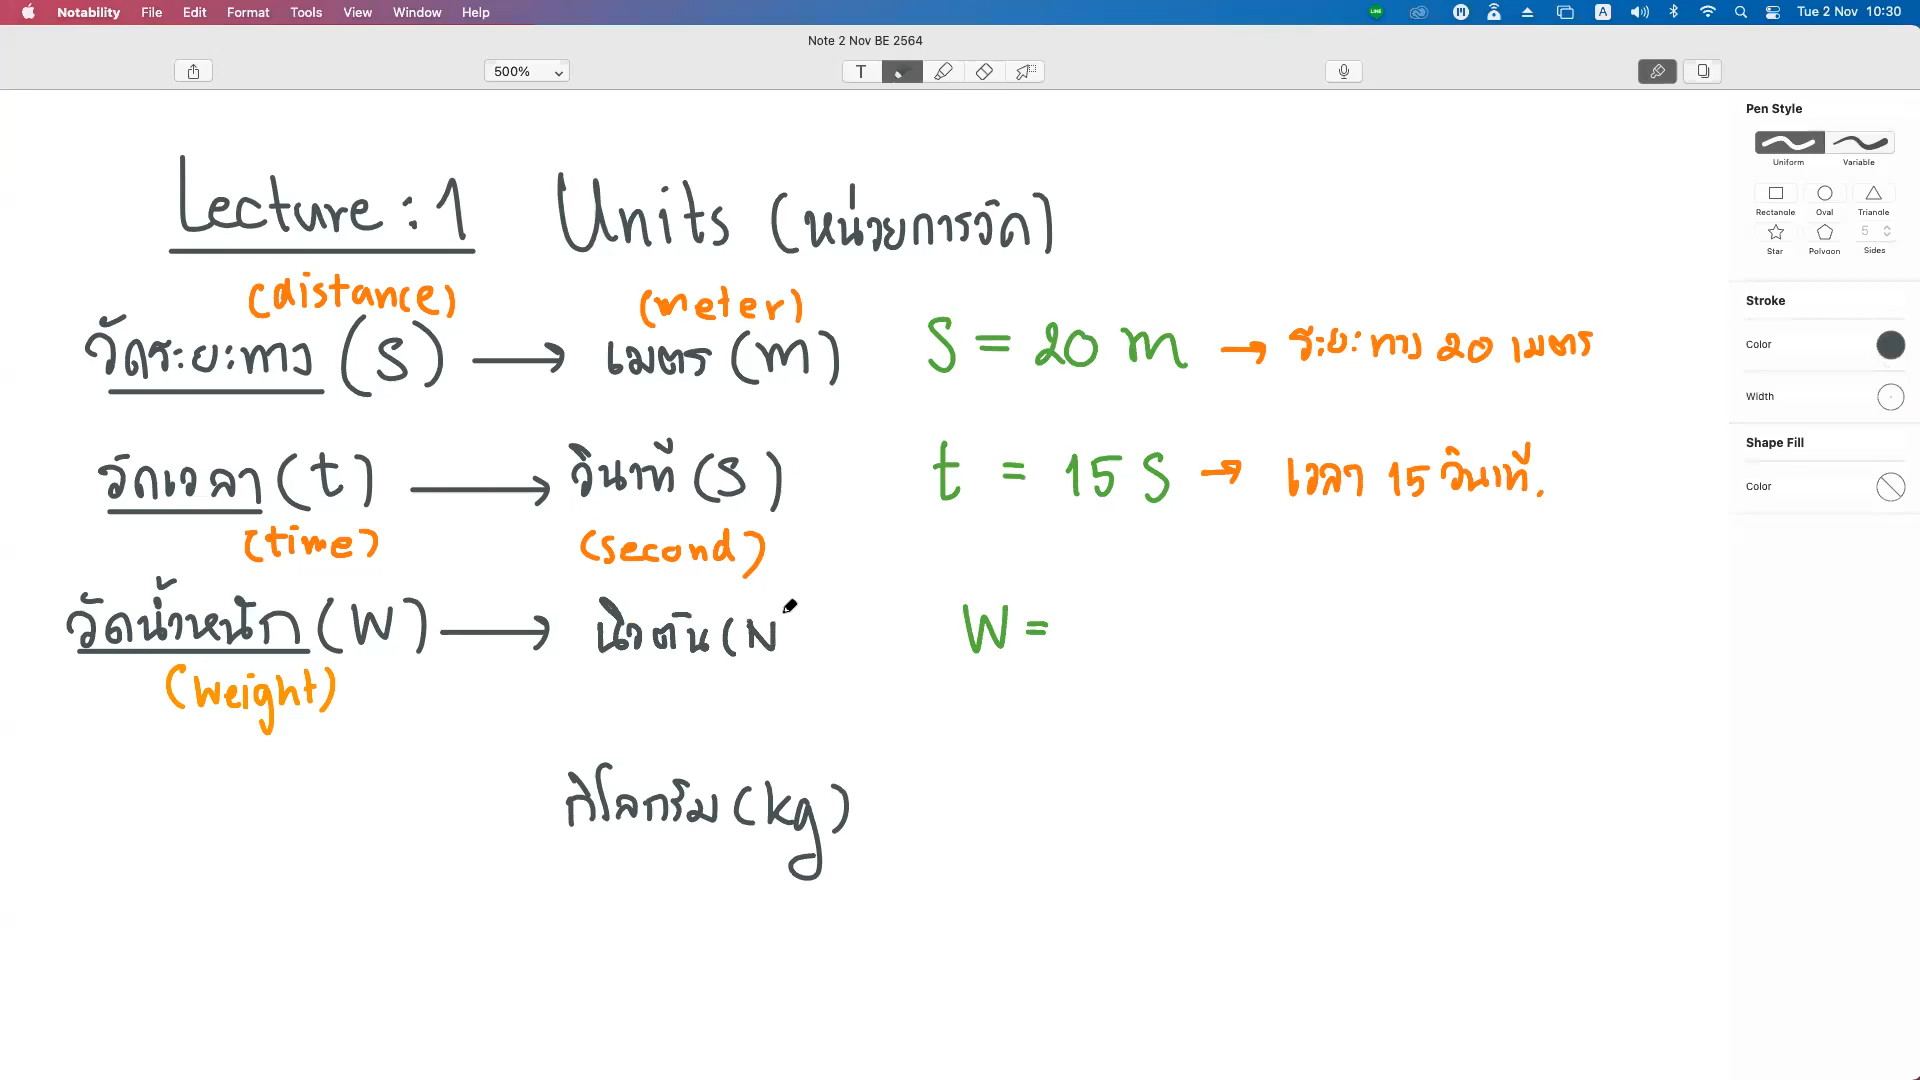 Notability File Edit Format Tools View Window Help LINE A Tue 2 Nov 10:30
Note 2 Nov BE 2564
500% T
Pen Style
Uniform Variable
Rectangle Oval Triangle
5
Star Polygon Sides
Stroke
Color
Width
Shape Fill
Color
Lecture : 1 Units (หน่วยการวัด)
(distance) (meter)
วัดระยะทาง (S) → เมตร (m) S = 20 m → ระยะทาง 20 เมตร
วัดเวลา (t) → วินาที (s) t = 15 s → เวลา 15 วินาที.
(time) (second)
วัดน้ำหนัก (W) → นิวตัน (N W =
(weight)
กิโลกรัม (kg)